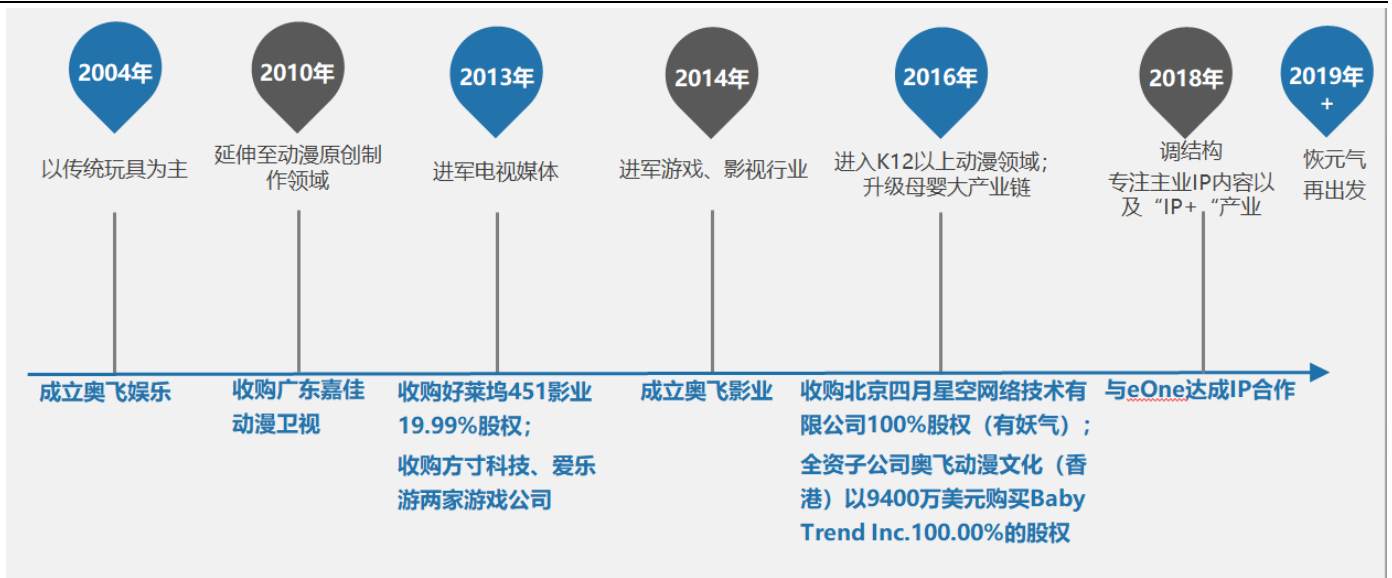 2004年
2010年
2013年
2014年
2016年
2018年
2019年
+
以传统玩具为主
延伸至动漫原创制
作领域
进军电视媒体
进军游戏、影视行业
进入K12以上动漫领域；
升级母婴大产业链
调结构
专注主业IP内容以
及“IP+“产业
恢元气
再出发
成立奥飞娱乐
收购广东嘉佳
动漫卫视
收购好莱坞451影业
19.99%股权；
收购方寸科技、爱乐
游两家游戏公司
成立奥飞影业
收购北京四月星空网络技术有
限公司100%股权（有妖气）；
全资子公司奥飞动漫文化（香
港）以9400万美元购买Baby
Trend Inc.100.00%的股权
与eOne达成IP合作